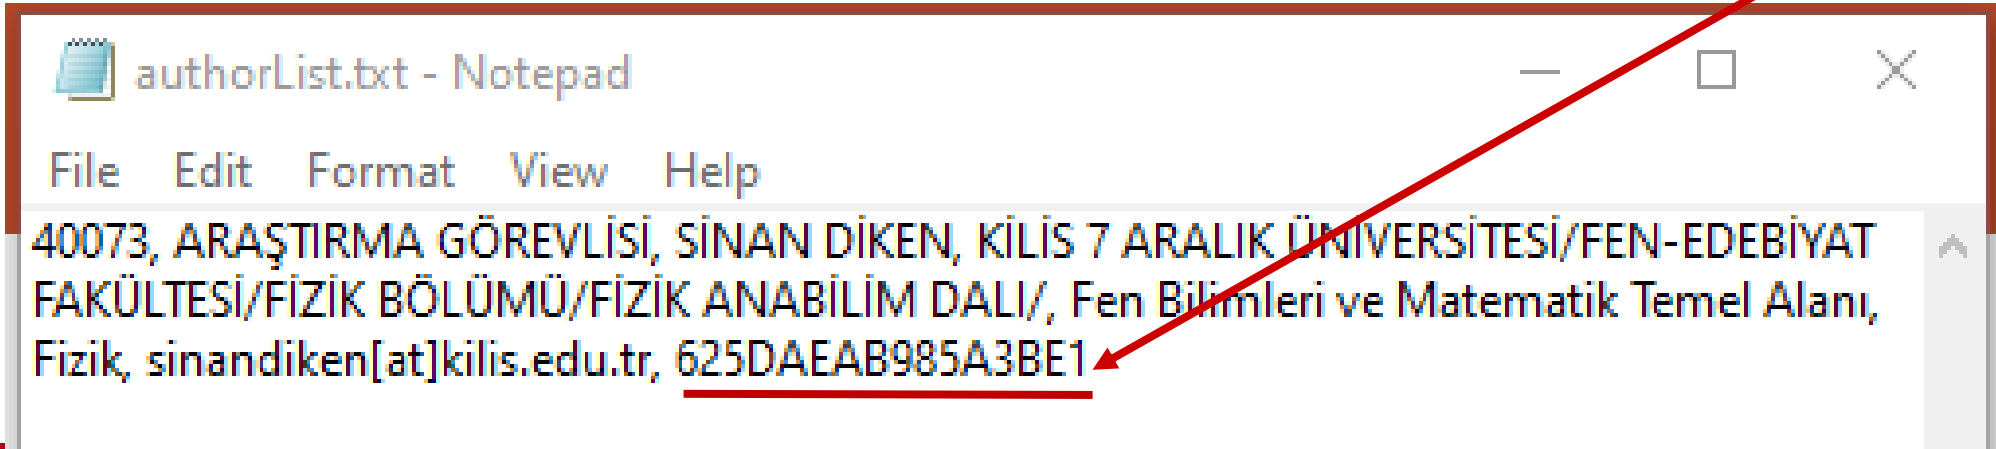 authorList.txt - Notepad
File Edit Format View Help
40073, ARAŞTIRMA GÖREVLİSİ, SİNAN DİKEN, KİLİS 7 ARALIK ÜNİVERSİTESİ/FEN-EDEBİYAT
FAKÜLTESİ/FİZİK BÖLÜMÜ/FİZİK ANABİLİM DALI/, Fen Bilimleri ve Matematik Temel Alanı,
Fizik, sinandiken[at]kilis.edu.tr, 625DAEAB985A3BE1